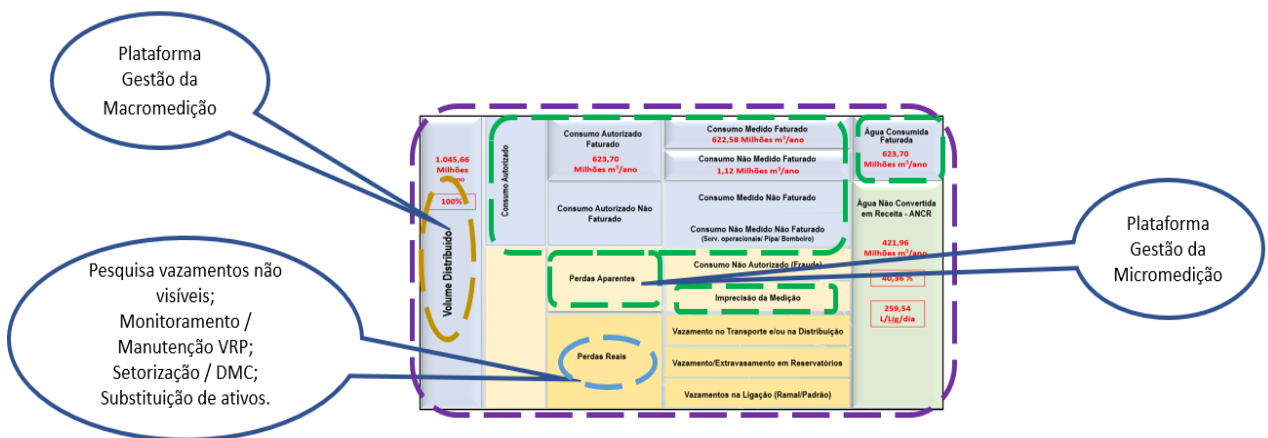 Plataforma
Gestão da
Macromedição
Pesquisa vazamentos não
visíveis;
Monitoramento /
Manutenção VRP;
Setorização / DMC;
Substituição de ativos.
1.045,66
Milhões
100%
Volume Distribuído
Consumo Autorizado
Consumo Autorizado
Faturado
623,70
Milhões m³/ano
Consumo Autorizado Não
Faturado
Perdas Aparentes
Perdas Reais
Consumo Medido Faturado
622,58 Milhões m³/ano
Consumo Não Medido Faturado
1,12 Milhões m³/ano
Consumo Medido Não Faturado
Consumo Não Medido Não Faturado
(Serv. operacionais/ Pipa/ Bombeiro)
Consumo Não Autorizado (Fraude)
Imprecisão da Medição
Vazamento no Transporte e/ou na Distribuição
Vazamento/Extravasamento em Reservatórios
Vazamentos na Ligação (Ramal/Padrão)
Água Consumida
Faturada
623,70
Milhões m³/ano
Água Não Convertida
em Receita - ANCR
421,96
Milhões m³/ano
40,36 %
259,54
L/Lig/dia
Plataforma
Gestão da
Micromedição